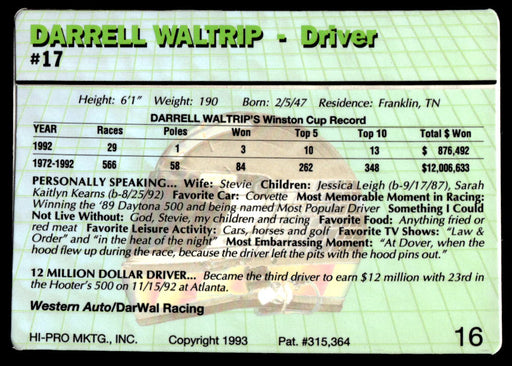 DARRELL WALTRIP - Driver
#17
Height: 6'1" Weight: 190 Born: 2/5/47 Residence: Franklin, TN
DARRELL WALTRIP'S Winston Cup Record
YEAR Races Poles Won Top 5 Top 10 Total $ Won
1992 29 1 3 10 13 $ 876,492
1972-1992 566 58 84 262 348 $12,006,633
PERSONALLY SPEAKING... Wife: Stevie Children: Jessica Leigh (b-9/17/87), Sarah
Kaitlyn Kearns (b-8/25/92) Favorite Car: Corvette Most Memorable Moment in Racing:
Winning the '89 Daytona 500 and being named Most Popular Driver Something I Could
Not Live Without: God, Stevie, my children and racing Favorite Food: Anything fried or
red meat Favorite Leisure Activity: Cars, horses and golf Favorite TV Shows: "Law &
Order" and "in the heat of the night" Most Embarrassing Moment: "At Dover, when the
hood flew up during the race, because the driver left the pits with the hood pins out."
12 MILLION DOLLAR DRIVER... Became the third driver to earn $12 million with 23rd in
the Hooter's 500 on 11/15/92 at Atlanta.
Western Auto/DarWal Racing
HI-PRO MKTG., INC. Copyright 1993 Pat. #315,364 16